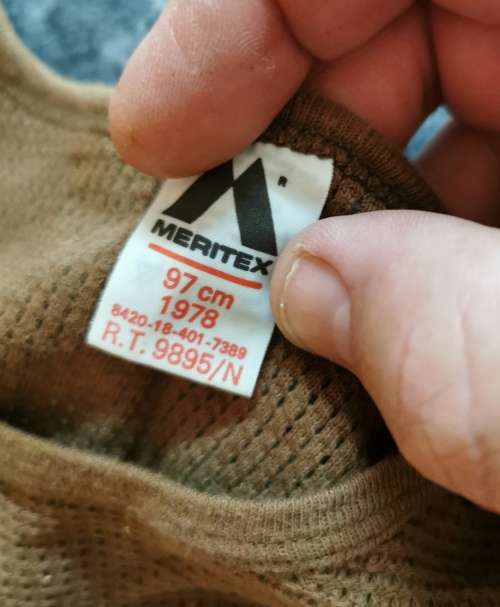 R
MERITEX
97 cm
1978
8420-18-401-7389
R.T. 9895/N